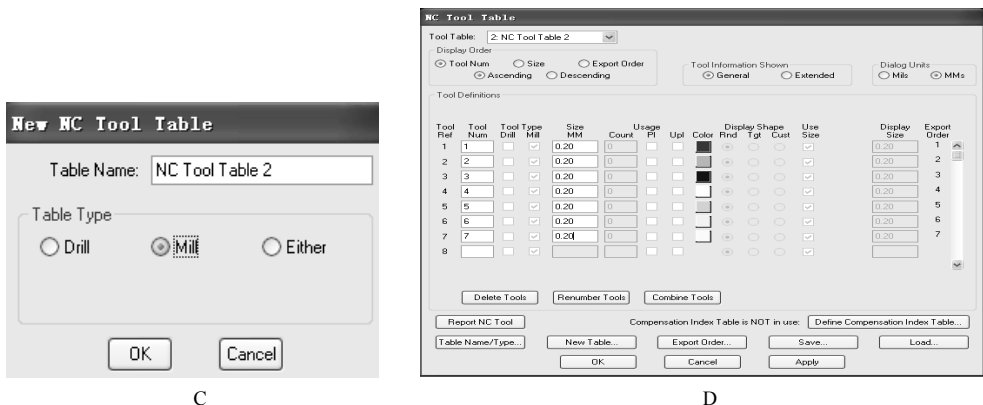 New NC Tool Table
Table Name: NC Tool Table 2
Table Type
Drill Mill Either
OK Cancel
C
NC Tool Table
Tool Table: 2: NC Tool Table 2
Display Order
Tool Num Size Export Order
Ascending Descending
Tool Information Shown
General Extended
Dialog Units
Mils MMs
Tool Definitions
Tool Tool Tool Type Size Usage Display Shape Use Display Export
Ref Num Drill Mill MM Count Pl Upl Color Rnd Tgt Cust Size Size Order
1 1 0.20 0 0.20 1
2 2 0.20 0 0.20 2
3 3 0.20 0 0.20 3
4 4 0.20 0 0.20 4
5 5 0.20 0 0.20 5
6 6 0.20 0 0.20 6
7 7 0.20 0 0.20 7
8
Delete Tools Renumber Tools Combine Tools
Report NC Tool Compensation Index Table is NOT in use: Define Compensation Index Table...
Table Name/Type... New Table... Export Order... Save... Load...
OK Cancel Apply
D